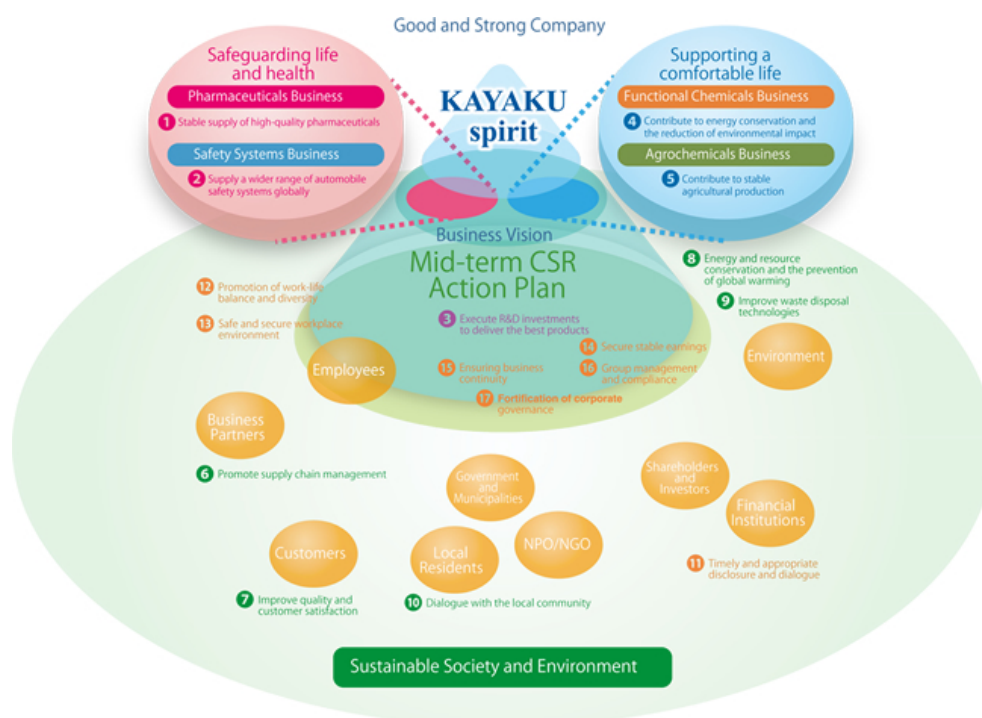 Good and Strong Company
Safeguarding life
and health
Pharmaceuticals Business
1 Stable supply of high-quality pharmaceuticals
Safety Systems Business
2 Supply a wider range of automobile
safety systems globally
KAYAKU
spirit
Supporting a
comfortable life
Functional Chemicals Business
4 Contribute to energy conservation and
the reduction of environmental impact
Agrochemicals Business
5 Contribute to stable
agricultural production
Business Vision
Mid-term CSR
Action Plan
3 Execute R&D investments
to deliver the best products
14 Secure stable earnings
15 Ensuring business
continuity
16 Group management
and compliance
17 Fortification of corporate
governance
12 Promotion of work-life
balance and diversity
13 Safe and secure workplace
environment
Employees
8 Energy and resource
conservation and the prevention
of global warming
9 Improve waste disposal
technologies
Environment
Business
Partners
6 Promote supply chain management
Government
and
Municipalities
Shareholders
and
Investors
Financial
Institutions
11 Timely and appropriate
disclosure and dialogue
Customers
7 Improve quality and
customer satisfaction
Local
Residents
NPO/NGO
10 Dialogue with the local community
Sustainable Society and Environment